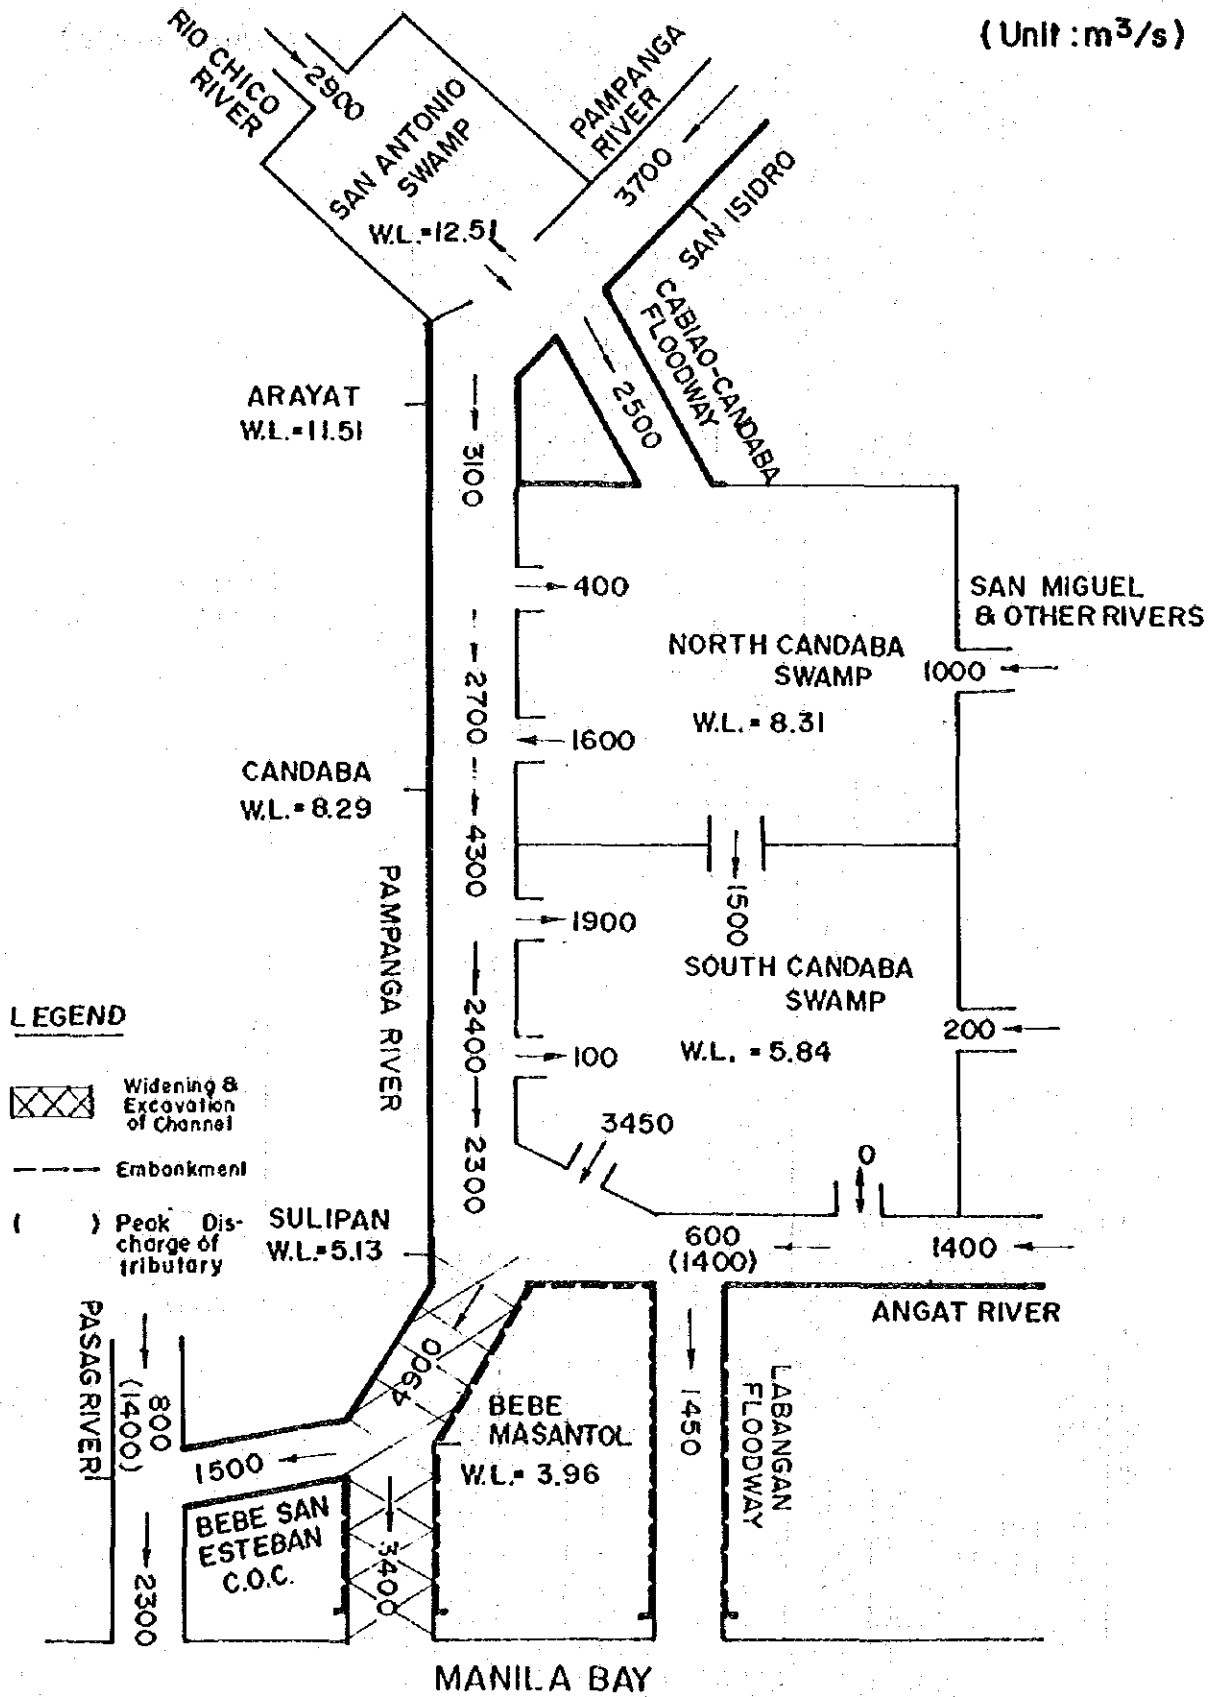 (Unit : m³/s)
RIO CHICO
RIVER
2900
SAN ANTONIO
SWAMP
W.L.=12.51
PAMPANGA
RIVER
3700
SAN ISIDRO
CABIAO-CANDABA
FLOODWAY
2500
ARAYAT
W.L.=11.51
3100
400
SAN MIGUEL
& OTHER RIVERS
1000
NORTH CANDABA
SWAMP
W.L. = 8.31
2700
1600
CANDABA
W.L.= 8.29
4300
1500
1900
PAMPANGA RIVER
SOUTH CANDABA
SWAMP
W.L. = 5.84
200
2400
100
2300
3450
0
LEGEND
Widening &
Excavation
of Channel
Embankment
( ) Peak Dis-
charge of
tributary
SULIPAN
W.L.=5.13
600
(1400)
1400
ANGAT RIVER
PASAG RIVER
800
(1400)
4900
BEBE
MASANTOL
W.L.= 3.96
1450
LABANGAN
FLOODWAY
1500
BEBE SAN
ESTEBAN
C.O.C.
3400
2300
MANILA BAY